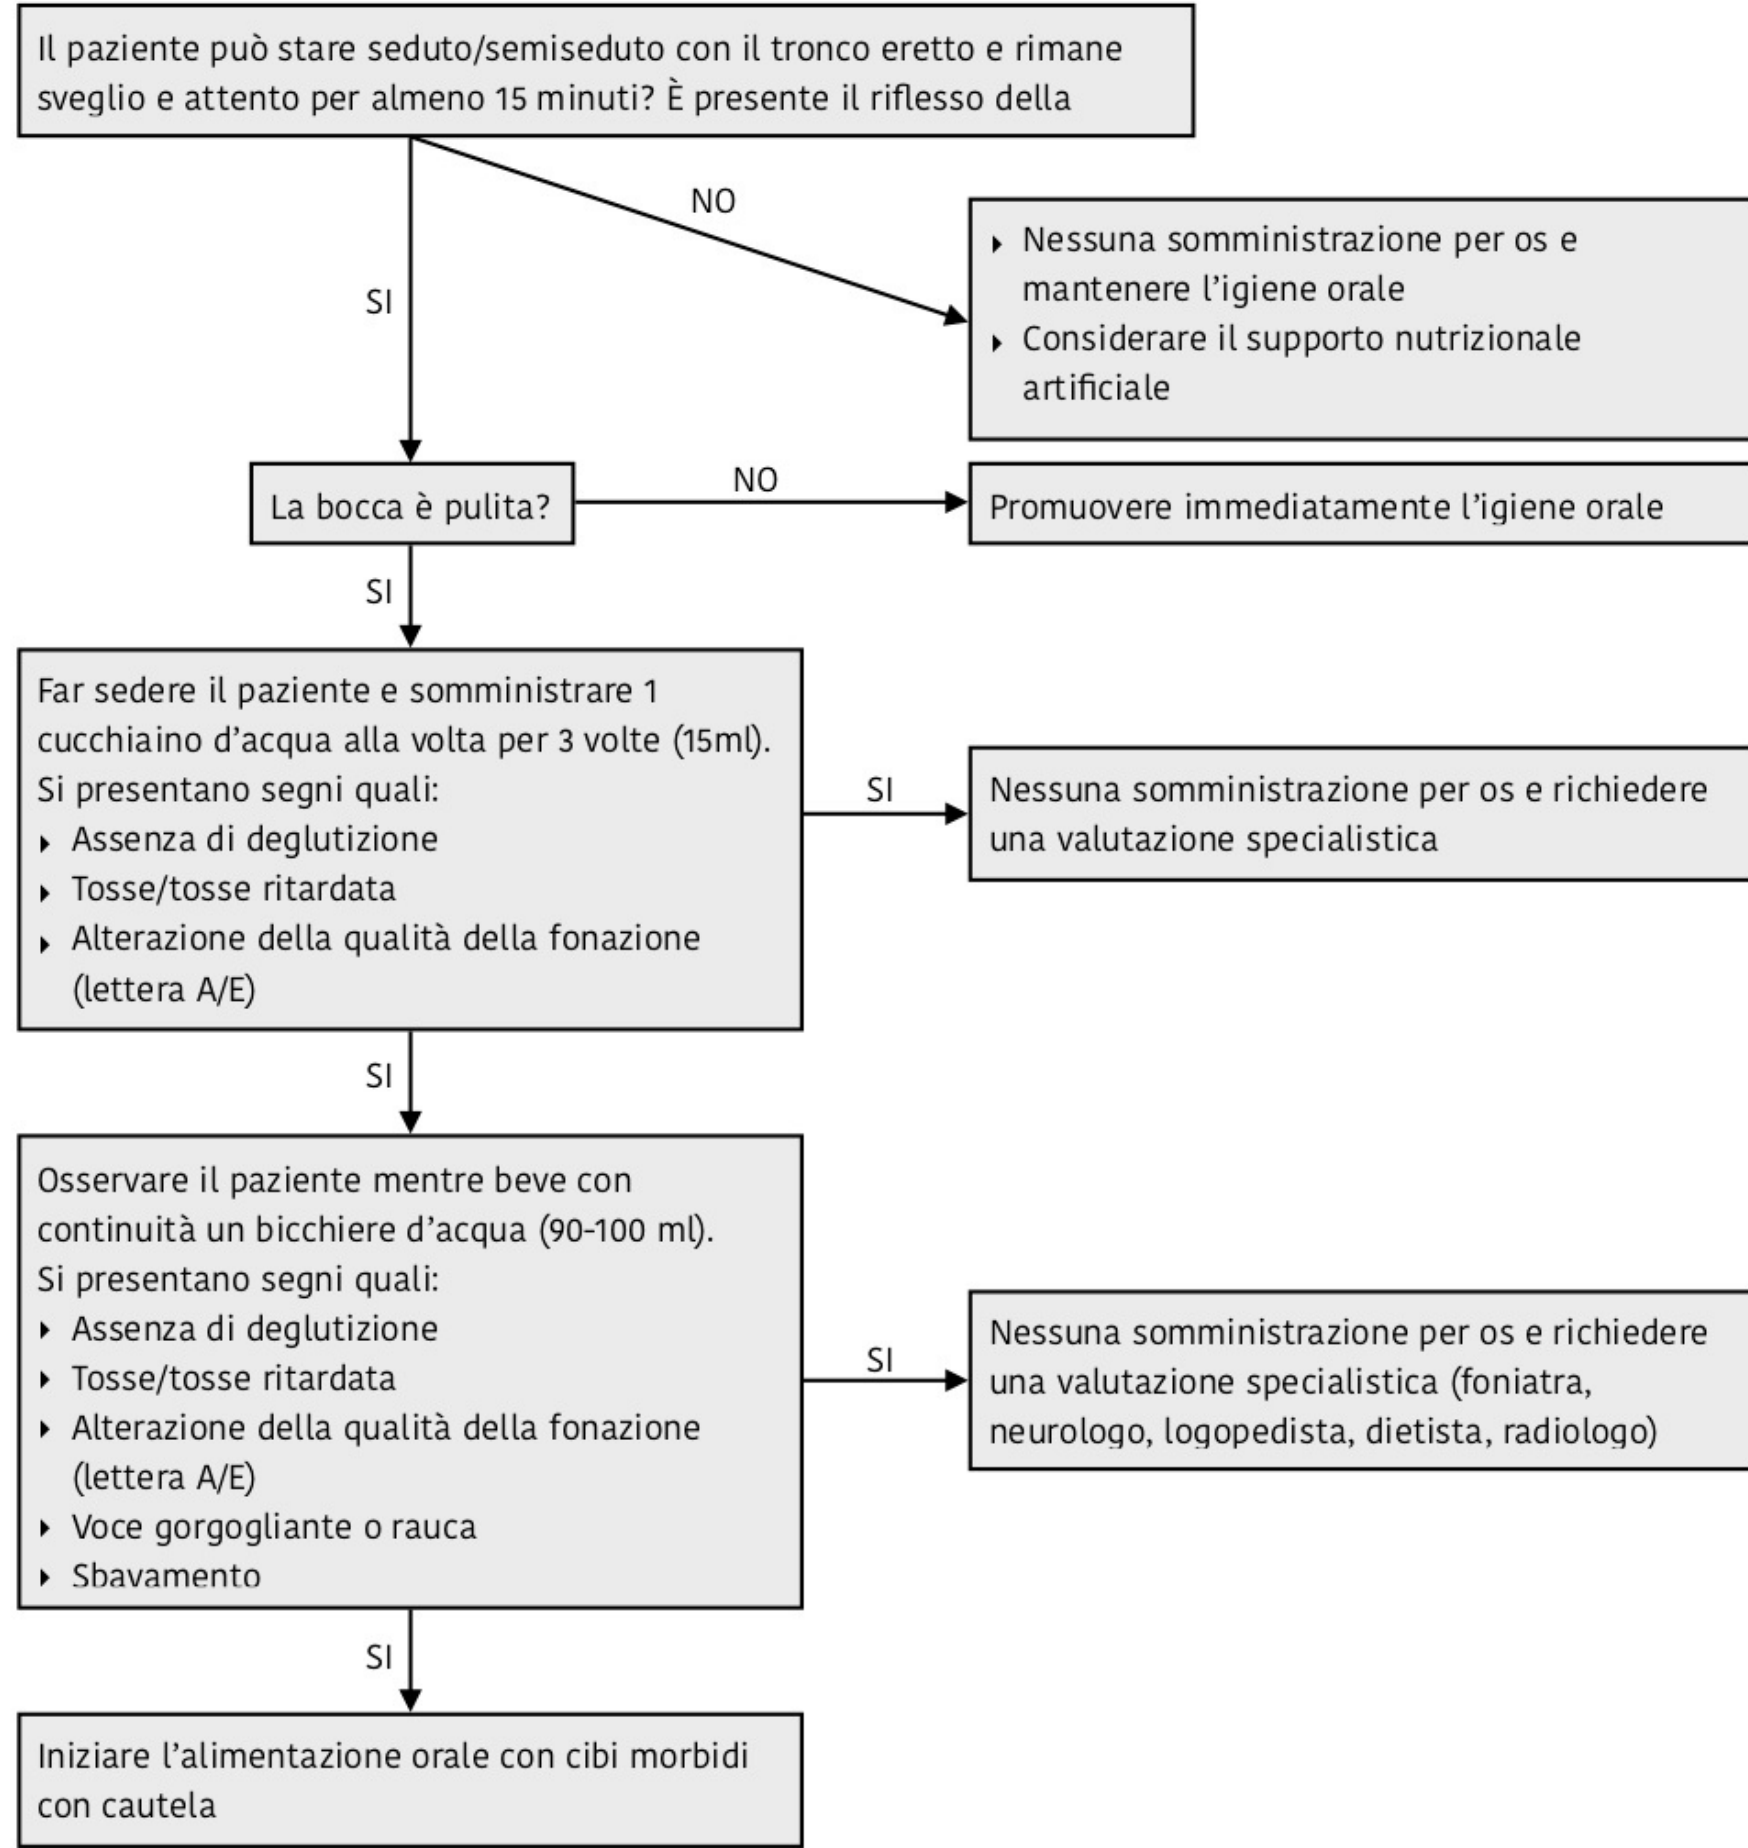 Il paziente può stare seduto/semiseduto con il tronco eretto e rimane
sveglio e attento per almeno 15 minuti? È presente il riflesso della
NO
SI
▸ Nessuna somministrazione per os e
mantenere l'igiene orale
▸ Considerare il supporto nutrizionale
artificiale
La bocca è pulita?
NO
Promuovere immediatamente l'igiene orale
SI
Far sedere il paziente e somministrare 1
cucchiaino d'acqua alla volta per 3 volte (15ml).
Si presentano segni quali:
▸ Assenza di deglutizione
▸ Tosse/tosse ritardata
▸ Alterazione della qualità della fonazione
(lettera A/E)
SI
Nessuna somministrazione per os e richiedere
una valutazione specialistica
SI
Osservare il paziente mentre beve con
continuità un bicchiere d'acqua (90-100 ml).
Si presentano segni quali:
▸ Assenza di deglutizione
▸ Tosse/tosse ritardata
▸ Alterazione della qualità della fonazione
(lettera A/E)
▸ Voce gorgogliante o rauca
▸ Sbavamento
SI
Nessuna somministrazione per os e richiedere
una valutazione specialistica (foniatra,
neurologo, logopedista, dietista, radiologo)
SI
Iniziare l'alimentazione orale con cibi morbidi
con cautela